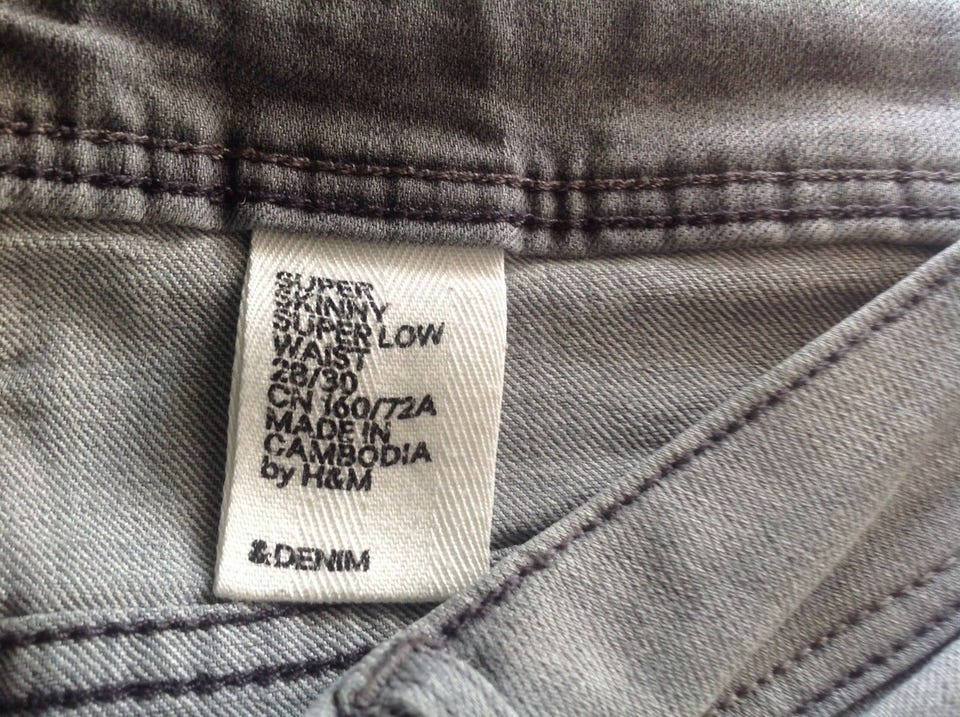 SUPER
SKINNY
SUPER LOW
WAIST
28/30
CN 160/72A
MADE IN
CAMBODIA
by H&M
&DENIM